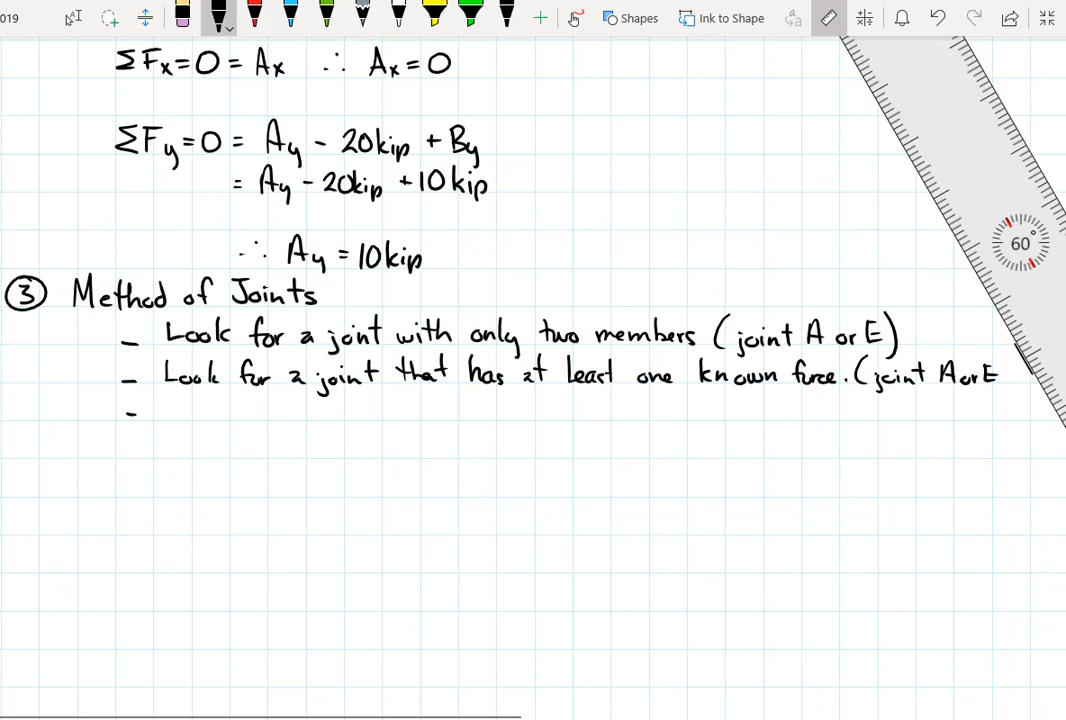 019
Shapes
Ink to Shape
ΣFx=0 = Ax ∴ Ax=0
ΣFy=0 = Ay - 20kip + By
= Ay - 20kip +10kip
∴ Ay = 10kip
60°
③ Method of Joints
- Look for a joint with only two members (joint A or E)
- Look for a joint that has at least one known force. (joint A or E
-